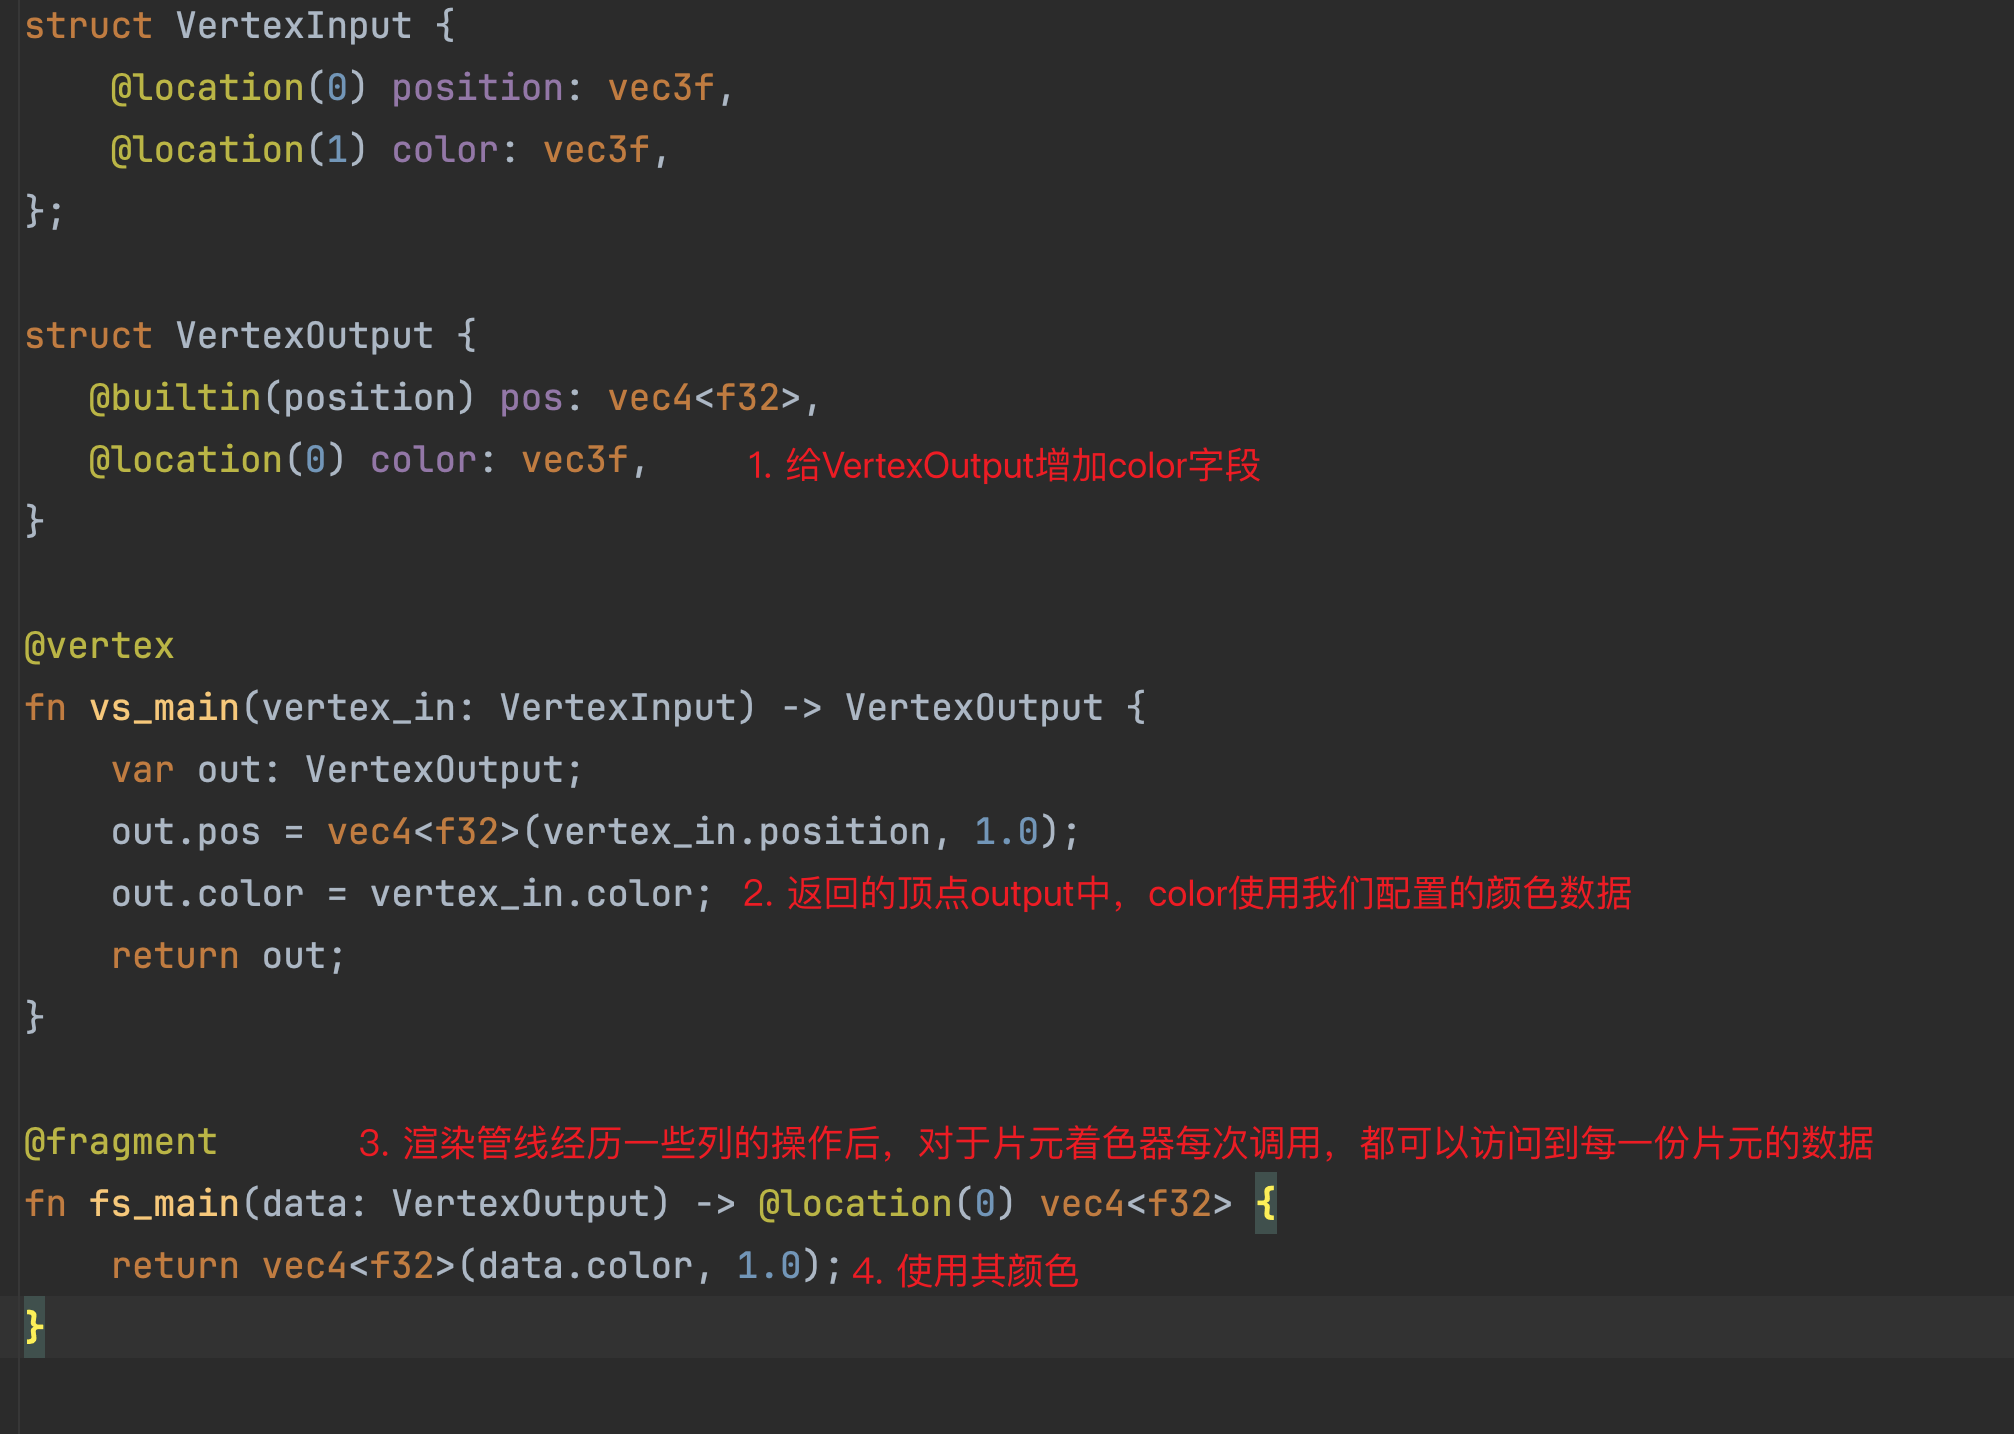 struct VertexInput {
    @location(0) position: vec3f,
    @location(1) color: vec3f,
};
struct VertexOutput {
   @builtin(position) pos: vec4<f32>,
   @location(0) color: vec3f,    1. 给VertexOutput增加color字段
}
@vertex
fn vs_main(vertex_in: VertexInput) -> VertexOutput {
    var out: VertexOutput;
    out.pos = vec4<f32>(vertex_in.position, 1.0);
    out.color = vertex_in.color; 2. 返回的顶点output中，color使用我们配置的颜色数据
    return out;
}
@fragment    3. 渲染管线经历一些列的操作后，对于片元着色器每次调用，都可以访问到每一份片元的数据
fn fs_main(data: VertexOutput) -> @location(0) vec4<f32> {
    return vec4<f32>(data.color, 1.0); 4. 使用其颜色
}